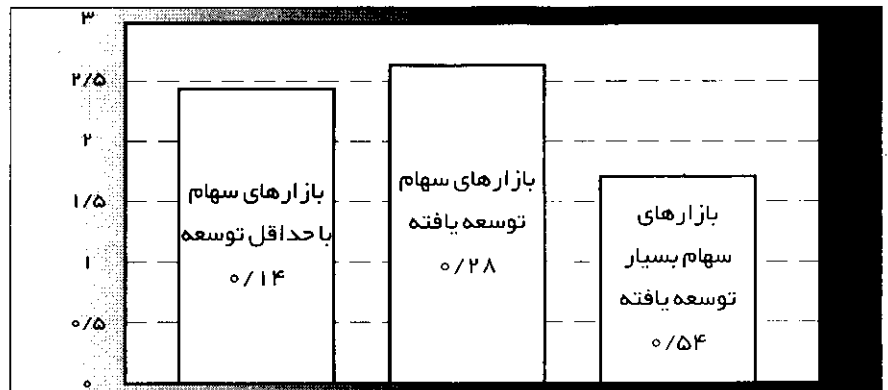 ۳
۲/۵
۲
۱/۵
۱
۰/۵
۰
بازارهای سهام
با حداقل توسعه
۰/۱۴
بازارهای سهام
توسعه یافته
۰/۲۸
بازارهای
سهام بسیار
توسعه یافته
۰/۵۴